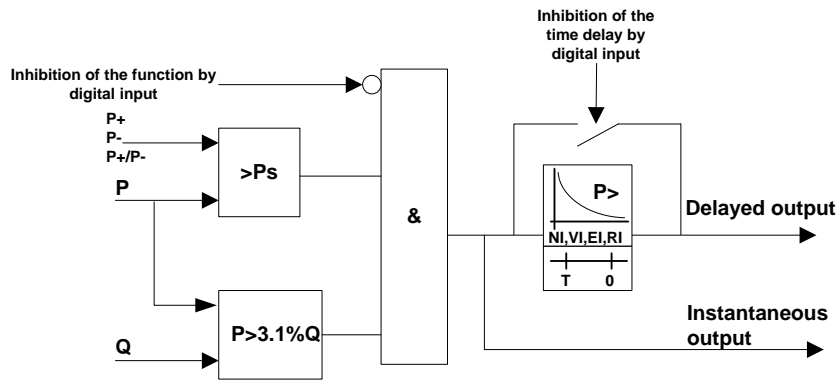 Inhibition of the
time delay by
digital input
Inhibition of the function by
digital input
P+
P-
P+/P-
P
>Ps
&
P>
NI,VI,EI,RI
T 0
Delayed output
P>3.1%Q
Q
Instantaneous
output